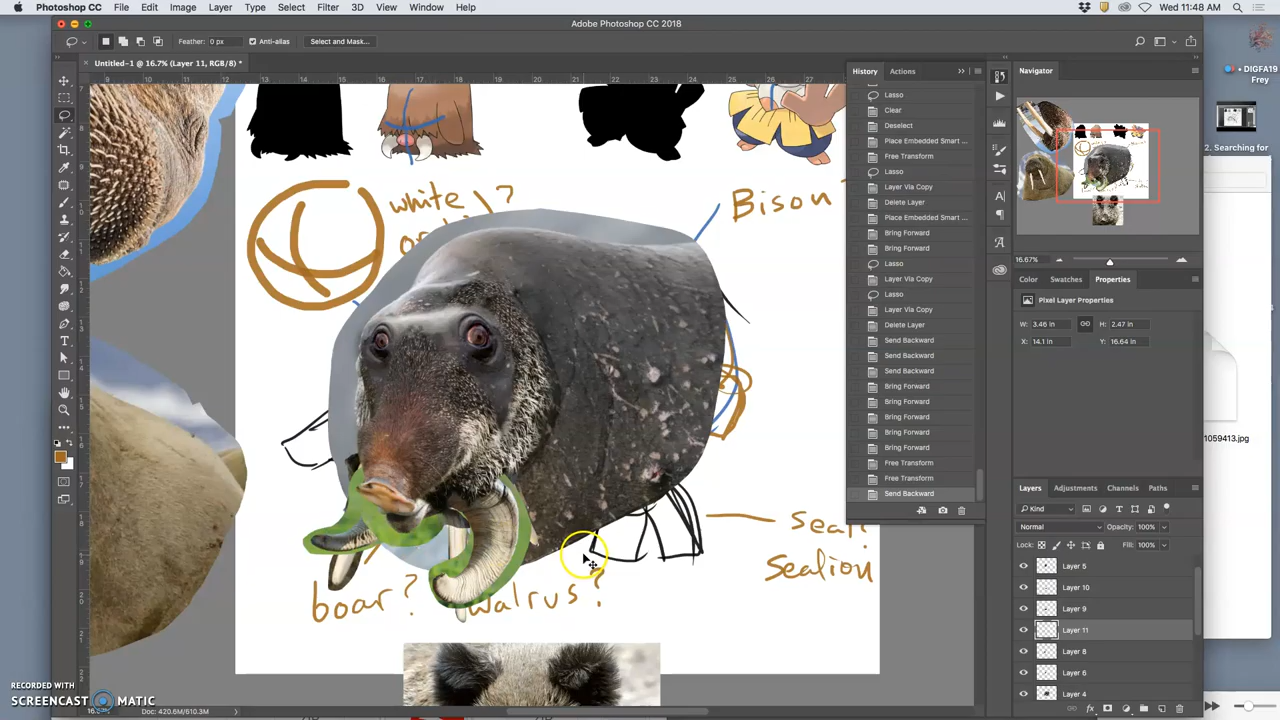 Photoshop CC File Edit Image Layer Type Select Filter 3D View Window Help Wed 11:48 AM
Adobe Photoshop CC 2018
Feather: 0 px Anti-alias Select and Mask...
Untitled-1 @ 16.7% (Layer 11, RGB/8) *
History Actions
Lasso
Clear
Deselect
Place Embedded Smart ...
Free Transform
Lasso
Layer Via Copy
Delete Layer
Place Embedded Smart ...
Bring Forward
Bring Forward
Lasso
Layer Via Copy
Lasso
Layer Via Copy
Delete Layer
Send Backward
Send Backward
Send Backward
Bring Forward
Bring Forward
Bring Forward
Bring Forward
Bring Forward
Free Transform
Free Transform
Send Backward
Navigator
16.67%
Color Swatches Properties
Pixel Layer Properties
W: 3.46 in H: 2.47 in
X: 14.1 in Y: 16.64 in
Layers Adjustments Channels Paths
Kind
Normal Opacity: 100%
Lock: Fill: 100%
Layer 5
Layer 10
Layer 9
Layer 11
Layer 8
Layer 6
Layer 4
DIGFA19
Frey
2. Searching for
1059413.jpg
white ?
Bison
Sealion
boar?
walrus?
RECORDED WITH
SCREENCAST MATIC
Doc: 420.6M/610.3M